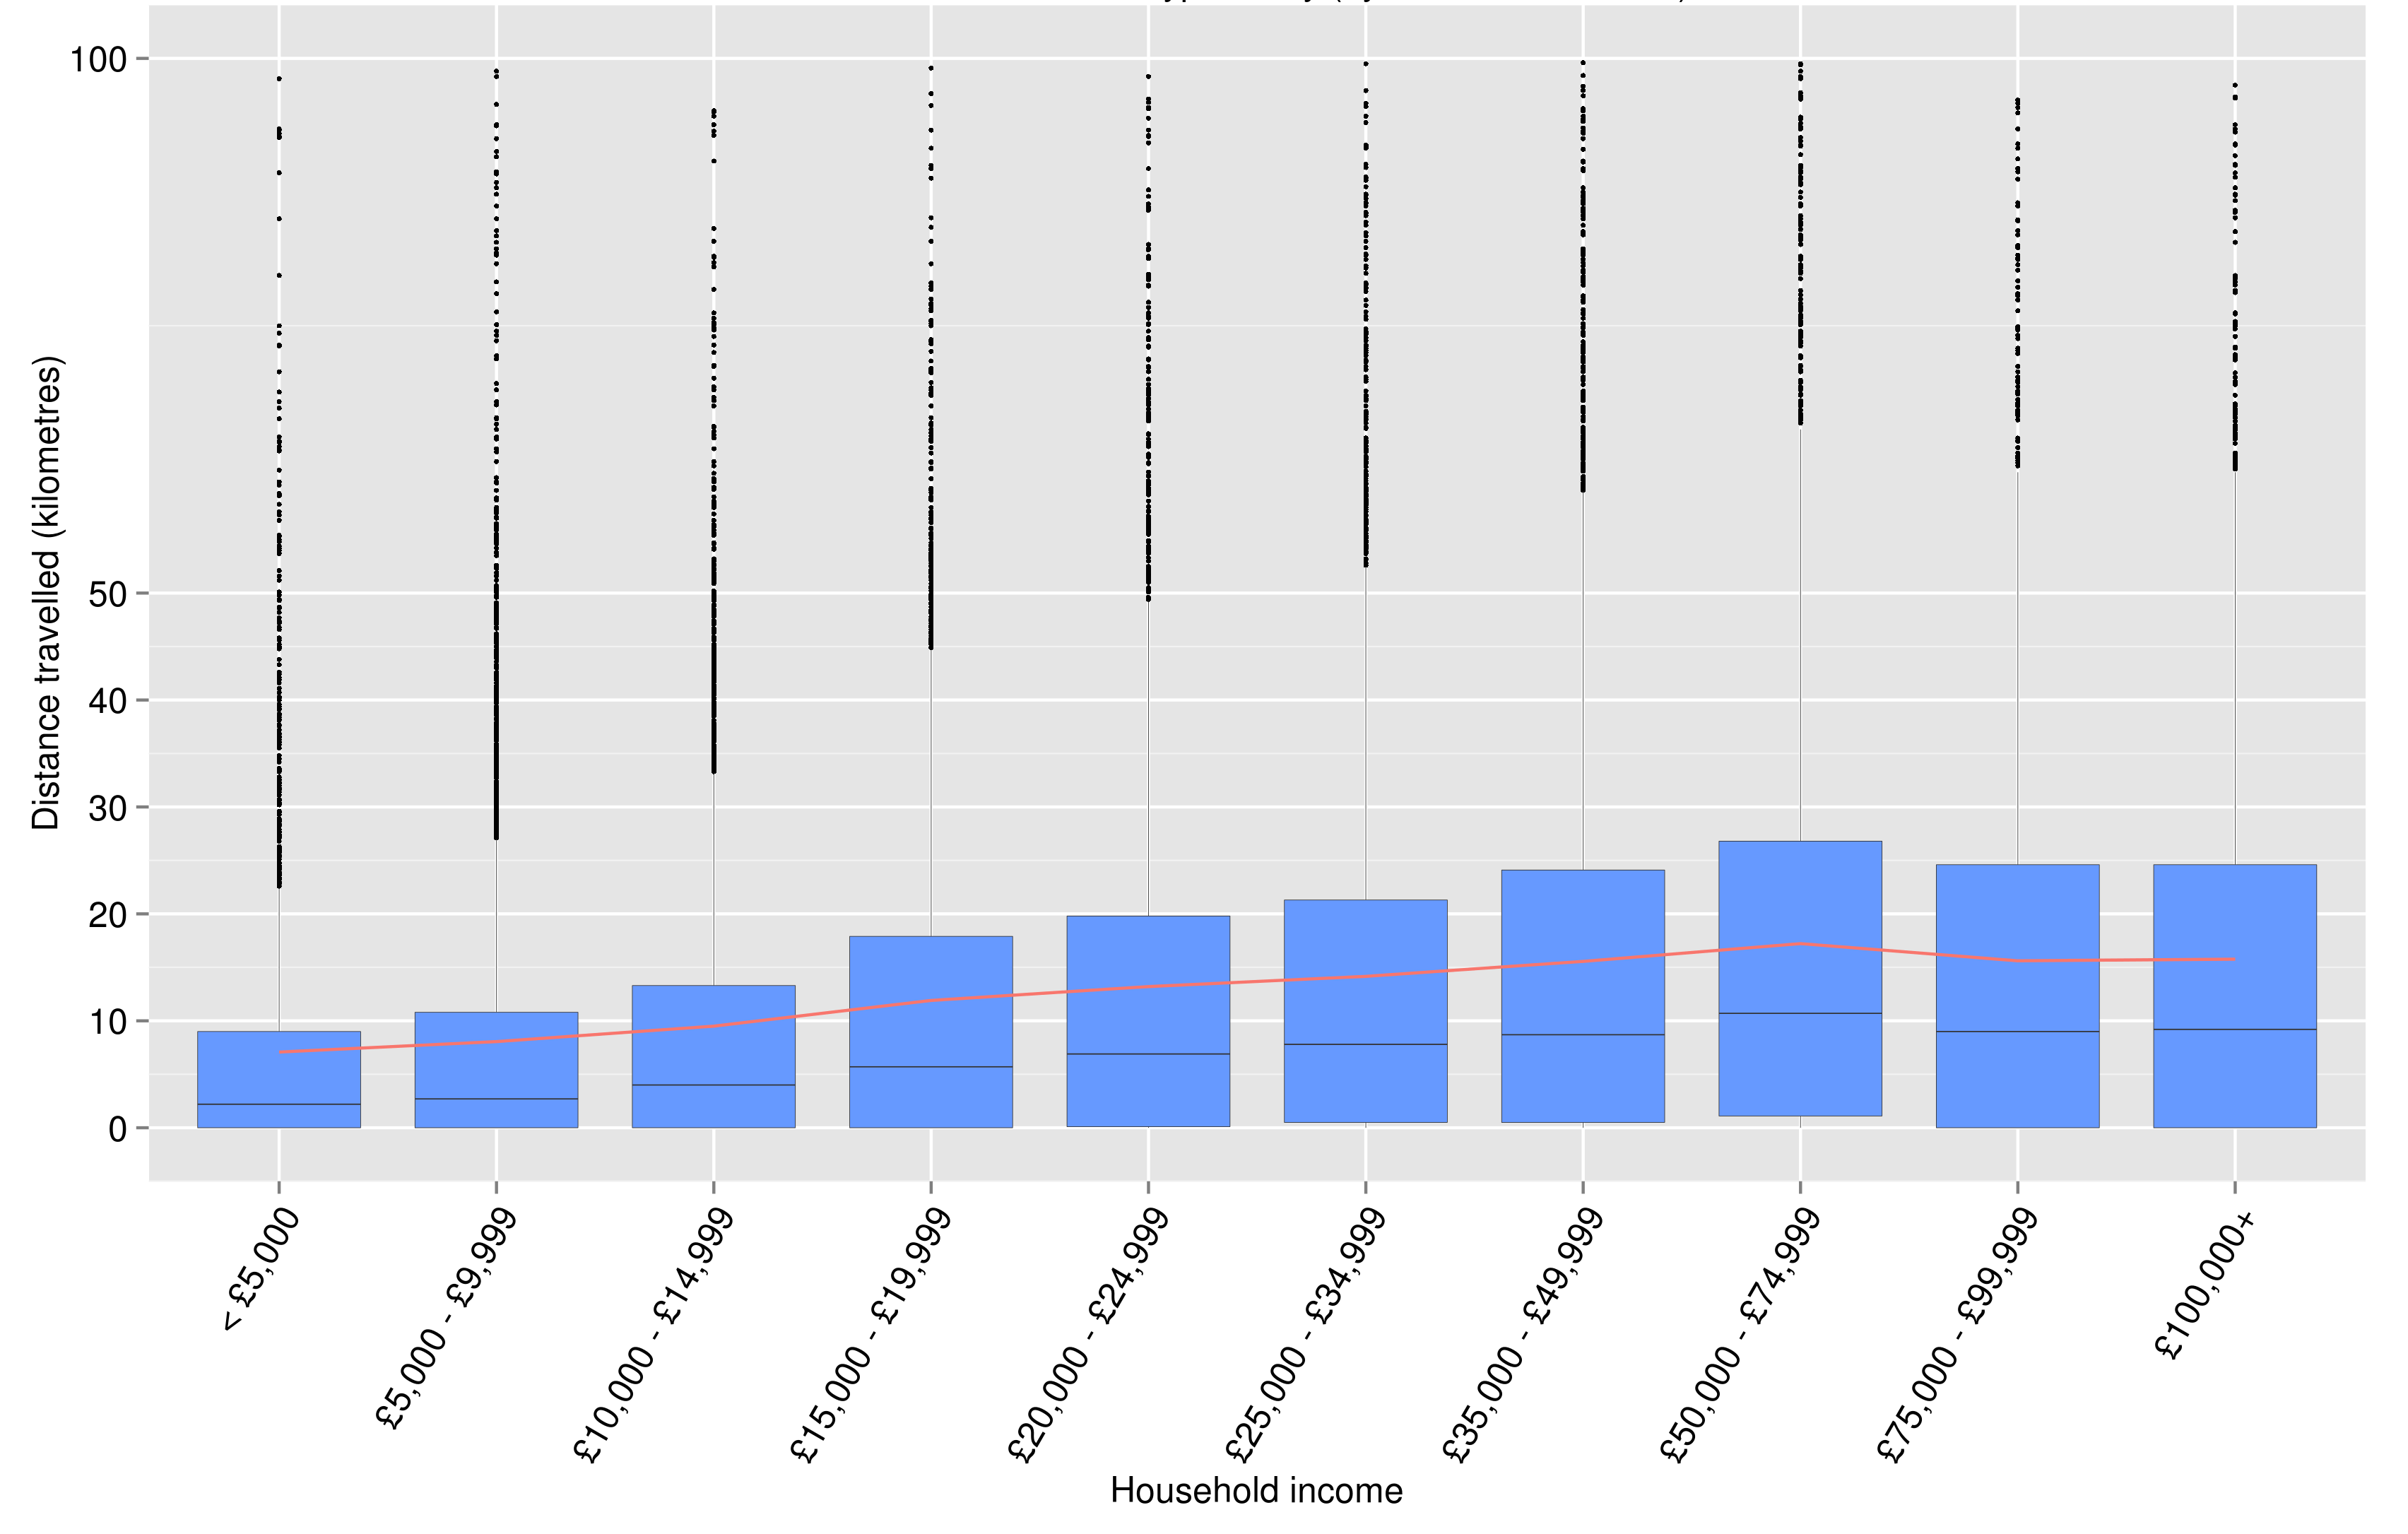 100
50
40
30
20
10
0
Distance travelled (kilometres)
< £5,000
£5,000 - £9,999
£10,000 - £14,999
£15,000 - £19,999
£20,000 - £24,999
£25,000 - £34,999
£35,000 - £49,999
£50,000 - £74,999
£75,000 - £99,999
£100,000+
Household income